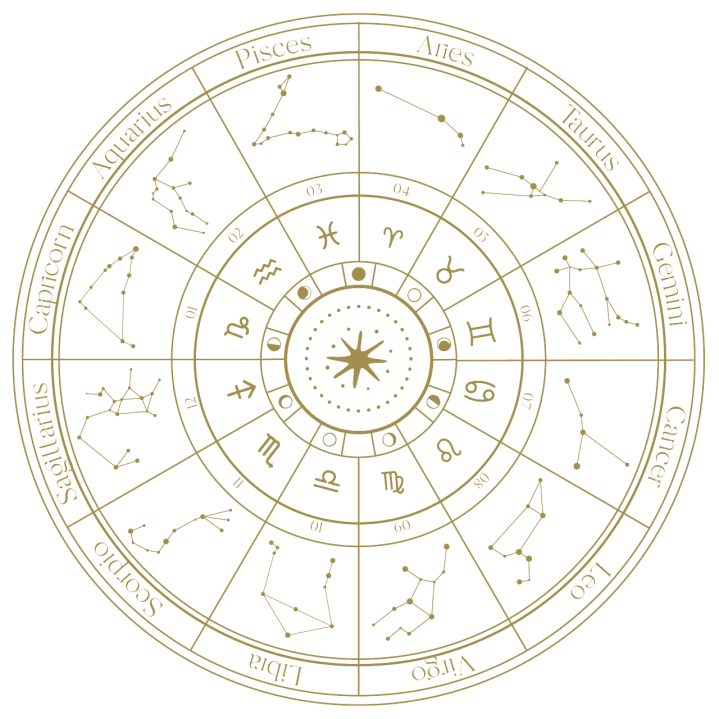 Aries
Taurus
Gemini
Cancer
Leo
Virgo
Libra
Scorpio
Sagittarius
Capricorn
Aquarius
Pisces
04
05
06
07
08
09
10
11
12
01
02
03